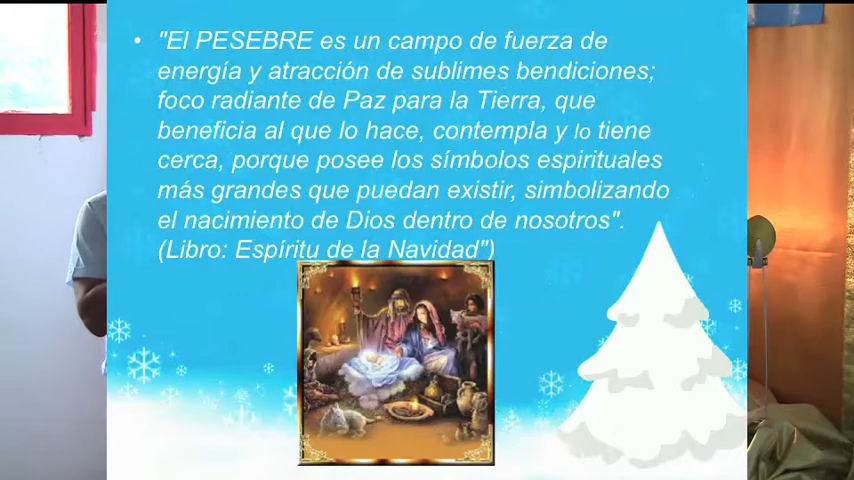 • "El PESEBRE es un campo de fuerza de
energía y atracción de sublimes bendiciones;
foco radiante de Paz para la Tierra, que
beneficia al que lo hace, contempla y lo tiene
cerca, porque posee los símbolos espirituales
más grandes que puedan existir, simbolizando
el nacimiento de Dios dentro de nosotros".
(Libro: Espíritu de la Navidad")